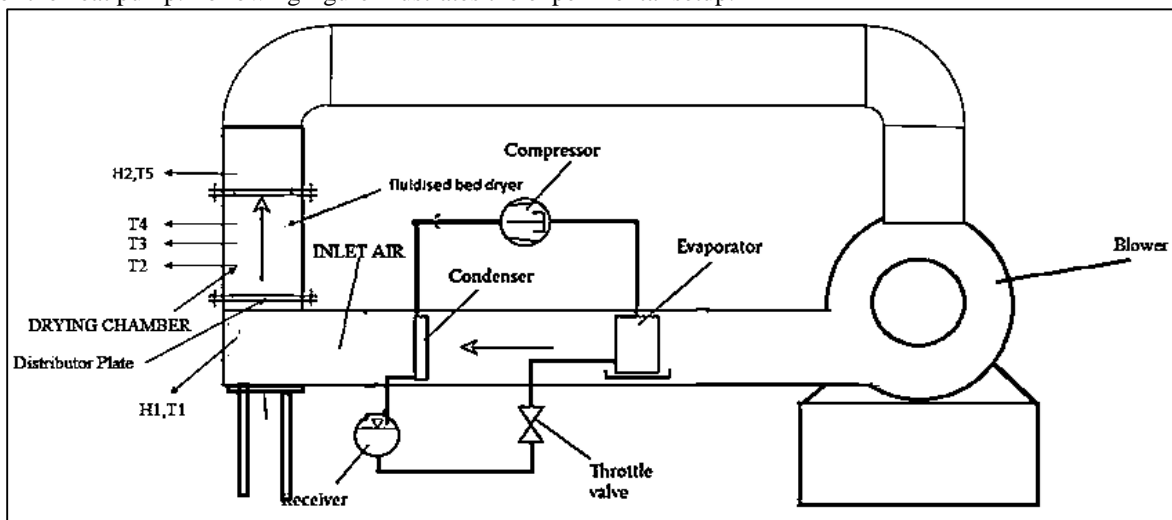 Compressor
H2,T5
fluidised bed dryer
T4
T3
INLET AIR
Evaporator
Blower
T2
Condenser
DRYING CHAMBER
Distributor Plate
H1,T1
Throttle
valve
Receiver